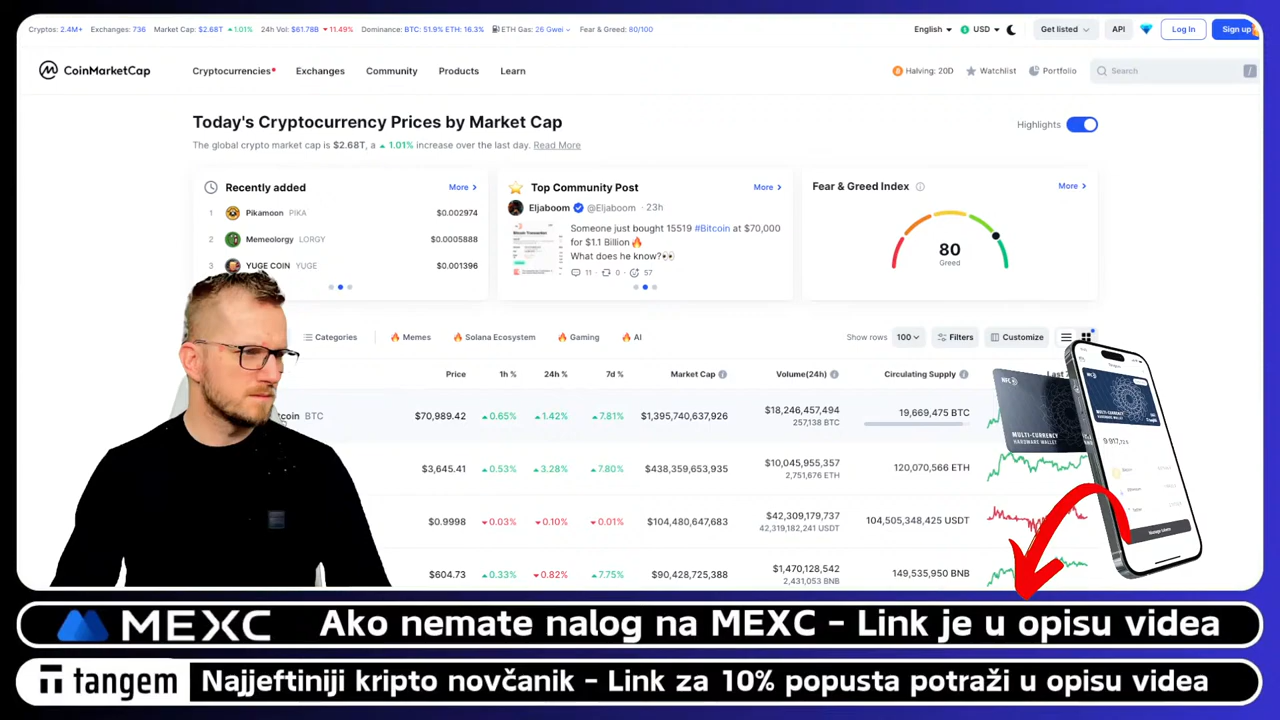 Cryptos: 2.4M+ Exchanges: 736 Market Cap: $2.68T 1.01% 24h Vol: $61.78B 11.49% Dominance: BTC: 51.9% ETH: 16.3% ETH Gas: 26 Gwei Fear & Greed: 80/100 English USD Get listed API Log In Sign up
CoinMarketCap Cryptocurrencies Exchanges Community Products Learn Halving: 20D Watchlist Portfolio Search /
Today's Cryptocurrency Prices by Market Cap Highlights
The global crypto market cap is $2.68T, a 1.01% increase over the last day. Read More
Recently added More >
1 Pikamoon PIKA $0.002974
2 Memeolorgy LORGY $0.0005888
3 YUGE COIN YUGE $0.001396
Top Community Post More >
Eljaboom @Eljaboom · 23h
Someone just bought 15519 #Bitcoin at $70,000
for $1.1 Billion🔥
What does he know?👀
11 0 57
Fear & Greed Index More >
80
Greed
Categories 🔥 Memes 🔥 Solana Ecosystem 🔥 Gaming 🔥 AI Show rows 100 Filters Customize
Price 1h % 24h % 7d % Market Cap Volume(24h) Circulating Supply Last
coin BTC $70,989.42 0.65% 1.42% 7.81% $1,395,740,637,926 $18,246,457,494 19,669,475 BTC
257,138 BTC
$3,645.41 0.53% 3.28% 7.80% $438,359,653,935 $10,045,955,357 120,070,566 ETH
2,751,676 ETH
$0.9998 0.03% 0.10% 0.01% $104,480,647,683 $42,309,179,737 104,505,348,425 USDT
42,319,182,241 USDT
$604.73 0.33% 0.82% 7.75% $90,428,725,388 $1,470,128,542 149,535,950 BNB
2,431,053 BNB
MULTI-CURRENCY
HARDWARE WALLET
MULTI-CURRENCY
HARDWARE WALLET
MEXC Ako nemate nalog na MEXC - Link je u opisu videa
tangem Najjeftiniji kripto novčanik - Link za 10% popusta potraži u opisu videa